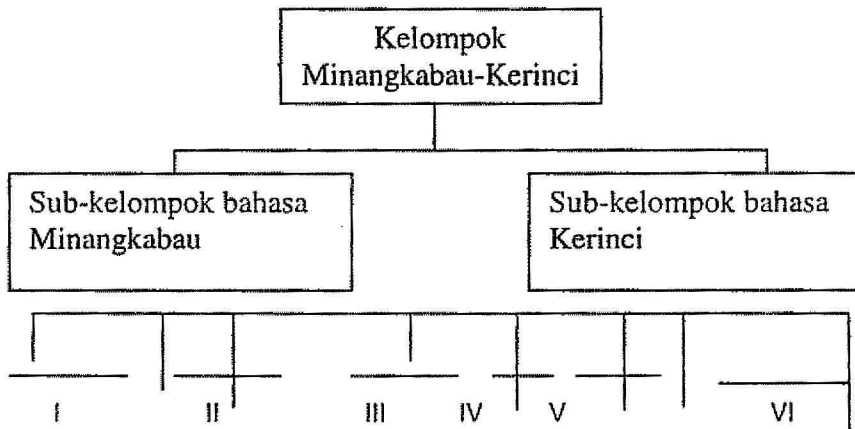 Kelompok
Minangkabau-Kerinci
Sub-kelompok bahasa
Minangkabau
Sub-kelompok bahasa
Kerinci
I II III IV V VI